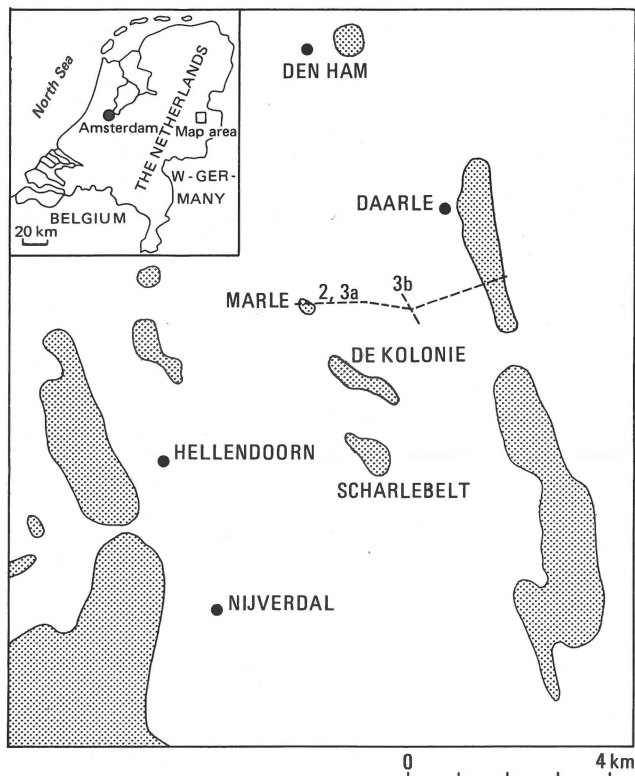 North Sea
Amsterdam
THE NETHERLANDS
Map area
W-GER-
MANY
BELGIUM
20 km
DEN HAM
DAARLE
MARLE
2, 3a
3b
DE KOLONIE
HELLENDOORN
SCHARLEBELT
NIJVERDAL
0 4 km